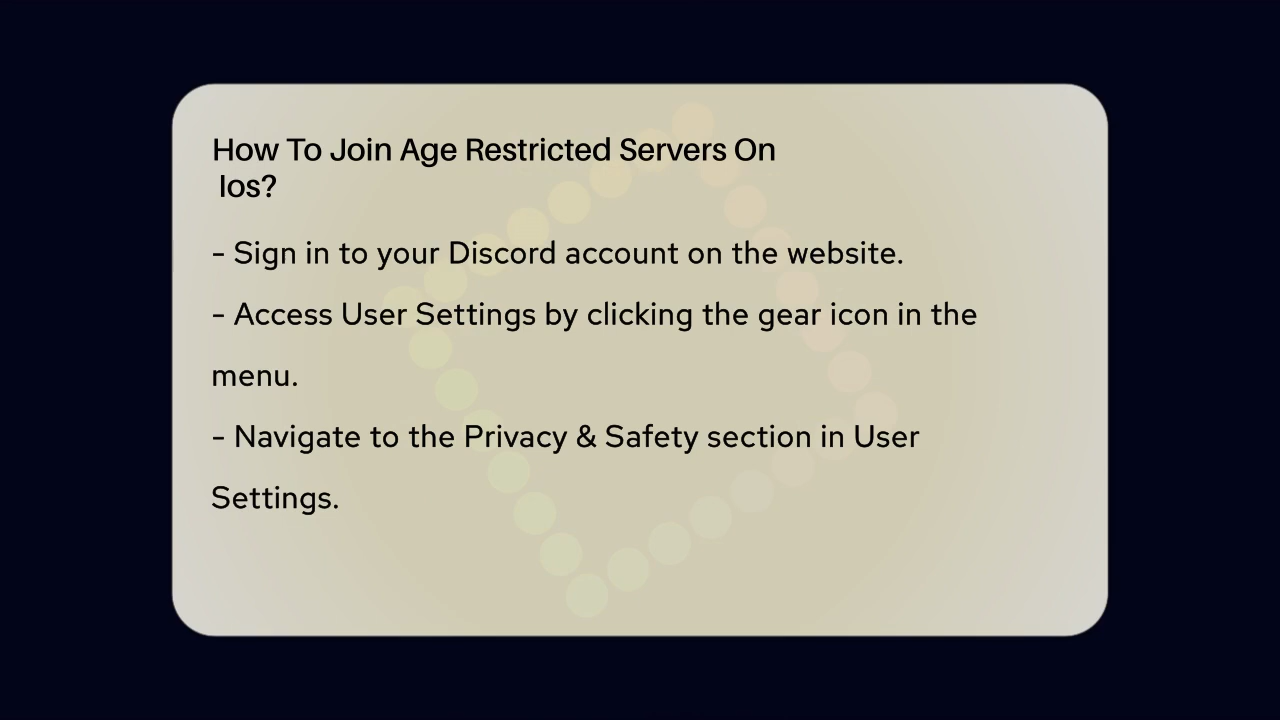 How To Join Age Restricted Servers On
Ios?
- Sign in to your Discord account on the website.
- Access User Settings by clicking the gear icon in the
menu.
- Navigate to the Privacy & Safety section in User
Settings.